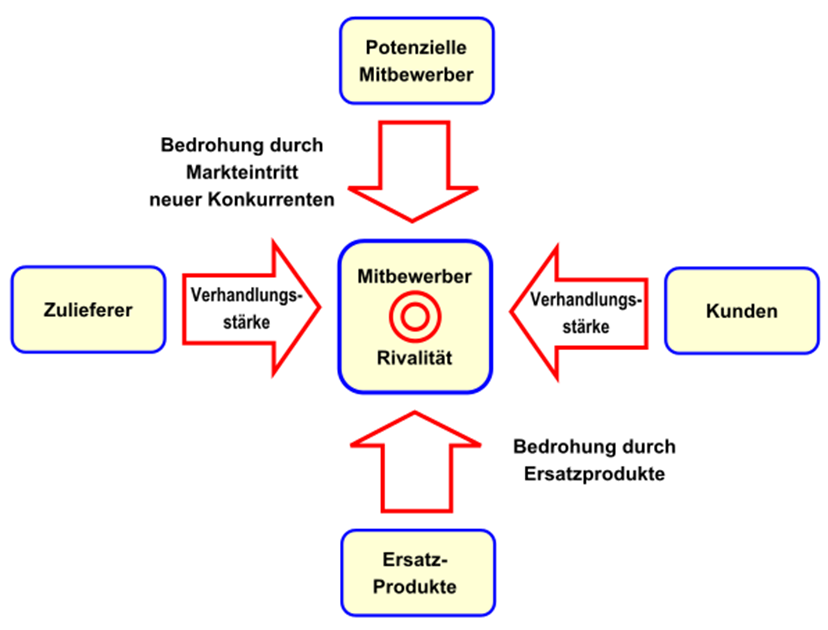 Potenzielle
Mitbewerber
Bedrohung durch
Markteintritt
neuer Konkurrenten
Zulieferer
Verhandlungs-
stärke
Mitbewerber
Rivalität
Verhandlungs-
stärke
Kunden
Bedrohung durch
Ersatzprodukte
Ersatz-
Produkte